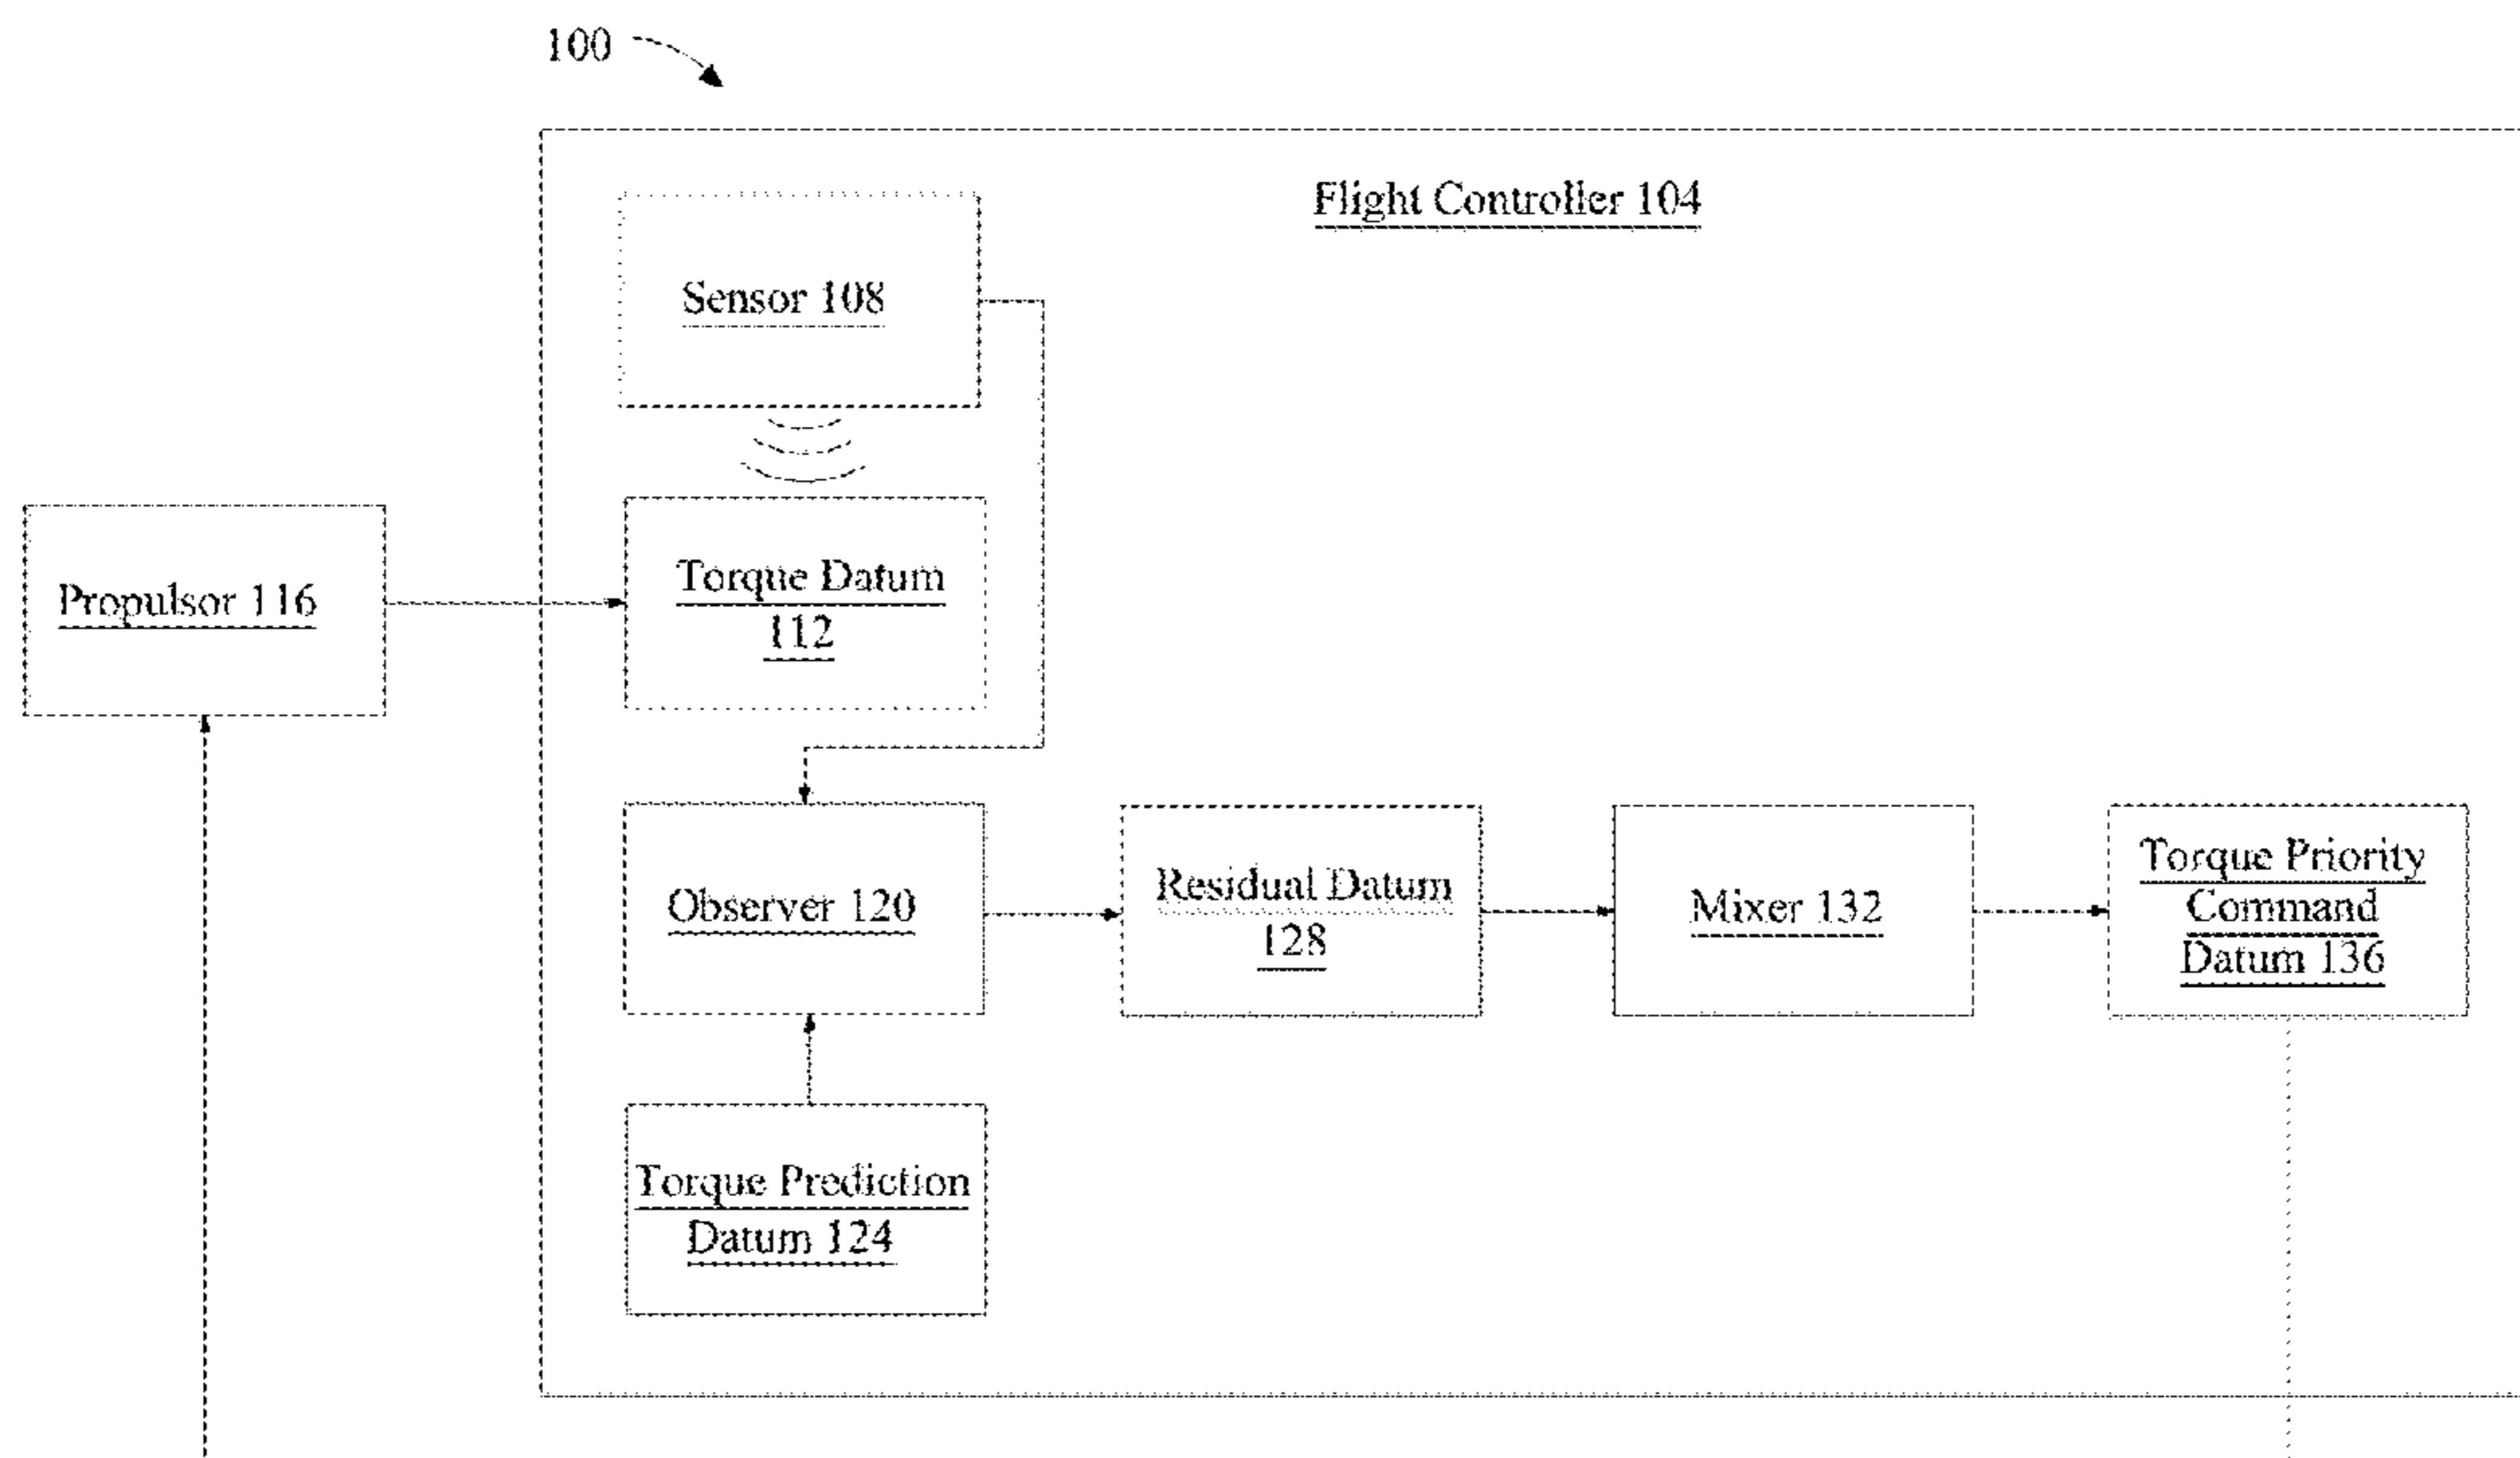 100
Flight Controller 104
Sensor 108
Propulsor 116
Torque Datum
112
Observer 120
Residual Datum
128
Mixer 132
Torque Priority
Command
Datum 136
Torque Prediction
Datum 124